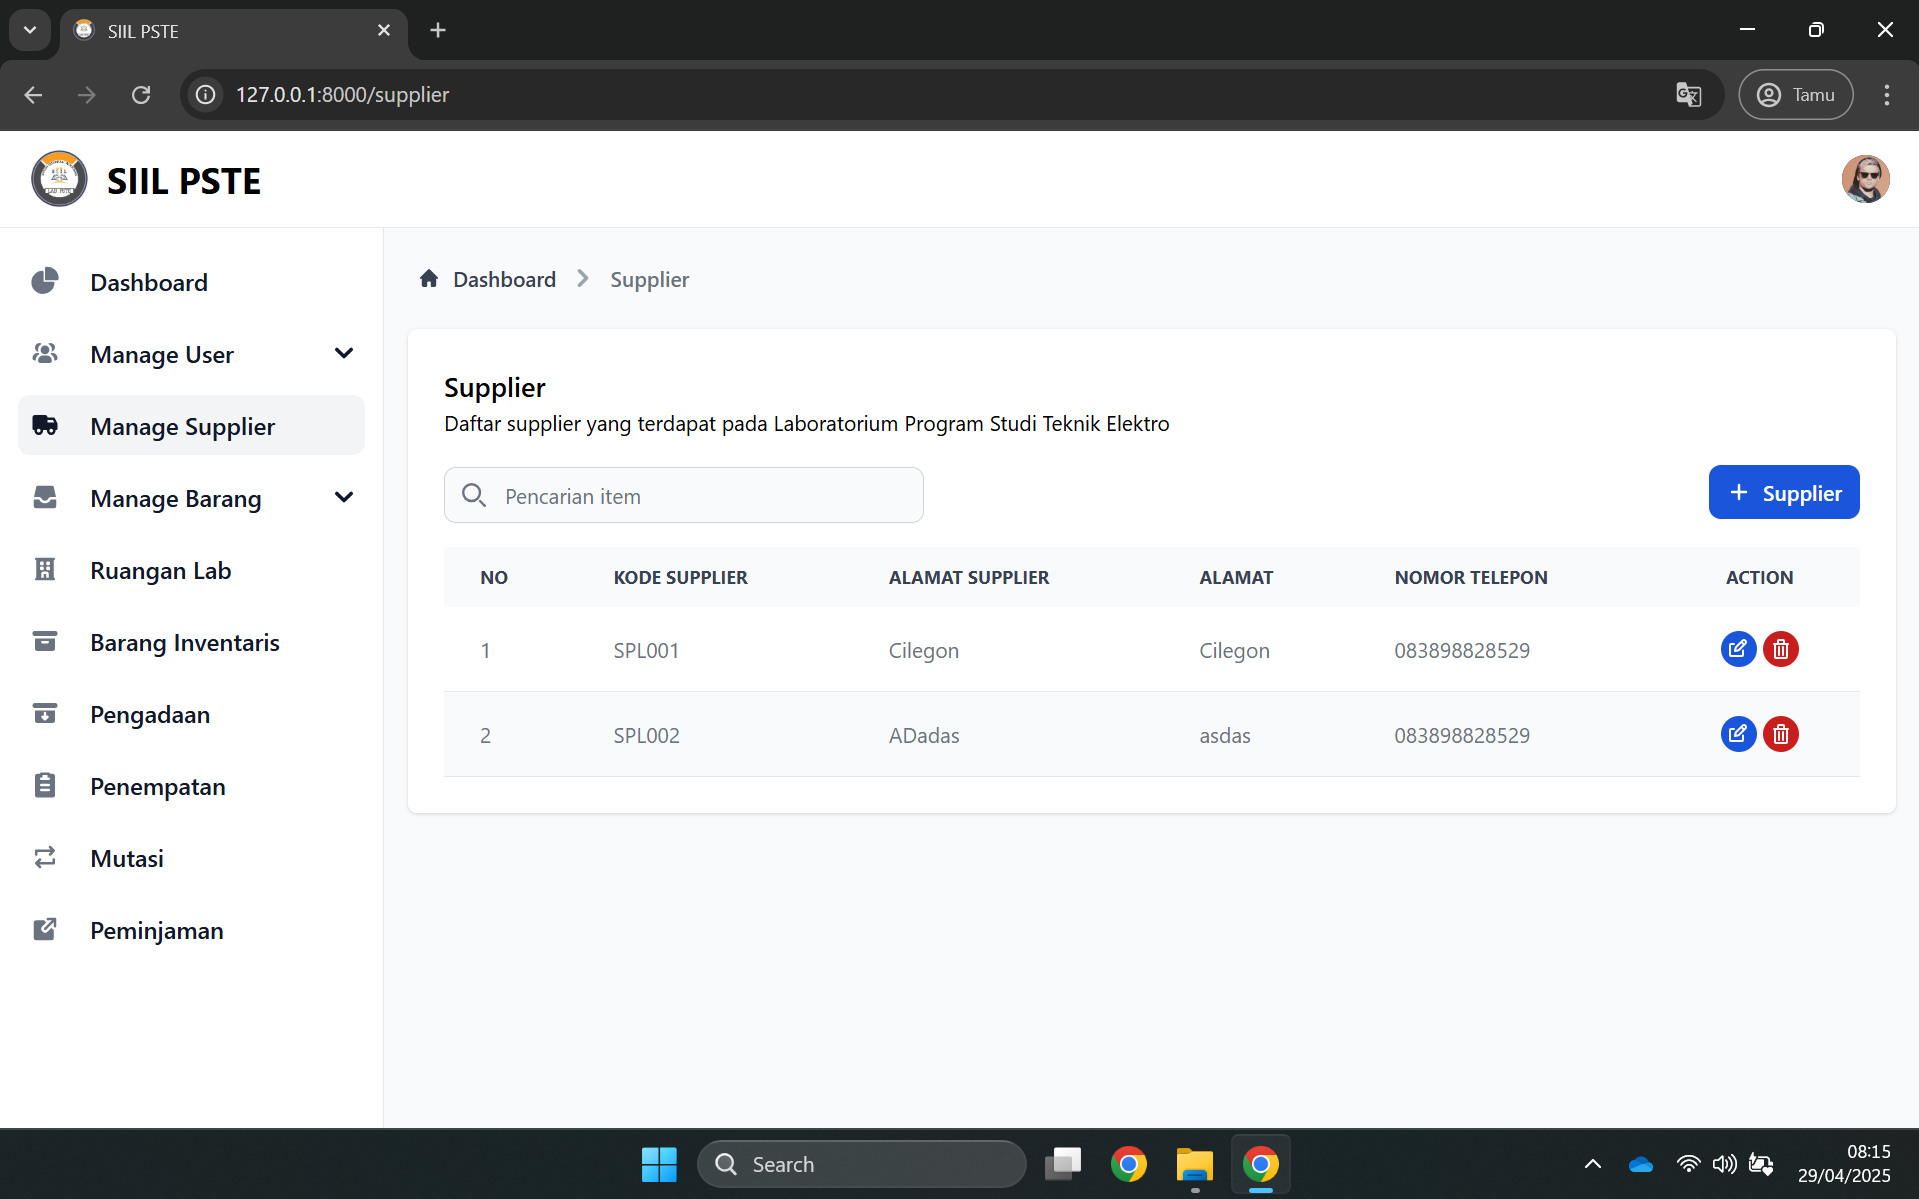 SIIL PSTE
127.0.0.1:8000/supplier
Tamu
SIIL PSTE
Dashboard
Manage User
Manage Supplier
Manage Barang
Ruangan Lab
Barang Inventaris
Pengadaan
Penempatan
Mutasi
Peminjaman
Dashboard Supplier
Supplier
Daftar supplier yang terdapat pada Laboratorium Program Studi Teknik Elektro
Pencarian item
+ Supplier
NO KODE SUPPLIER ALAMAT SUPPLIER ALAMAT NOMOR TELEPON ACTION
1 SPL001 Cilegon Cilegon 083898828529
2 SPL002 ADadas asdas 083898828529
Search
08:15
29/04/2025